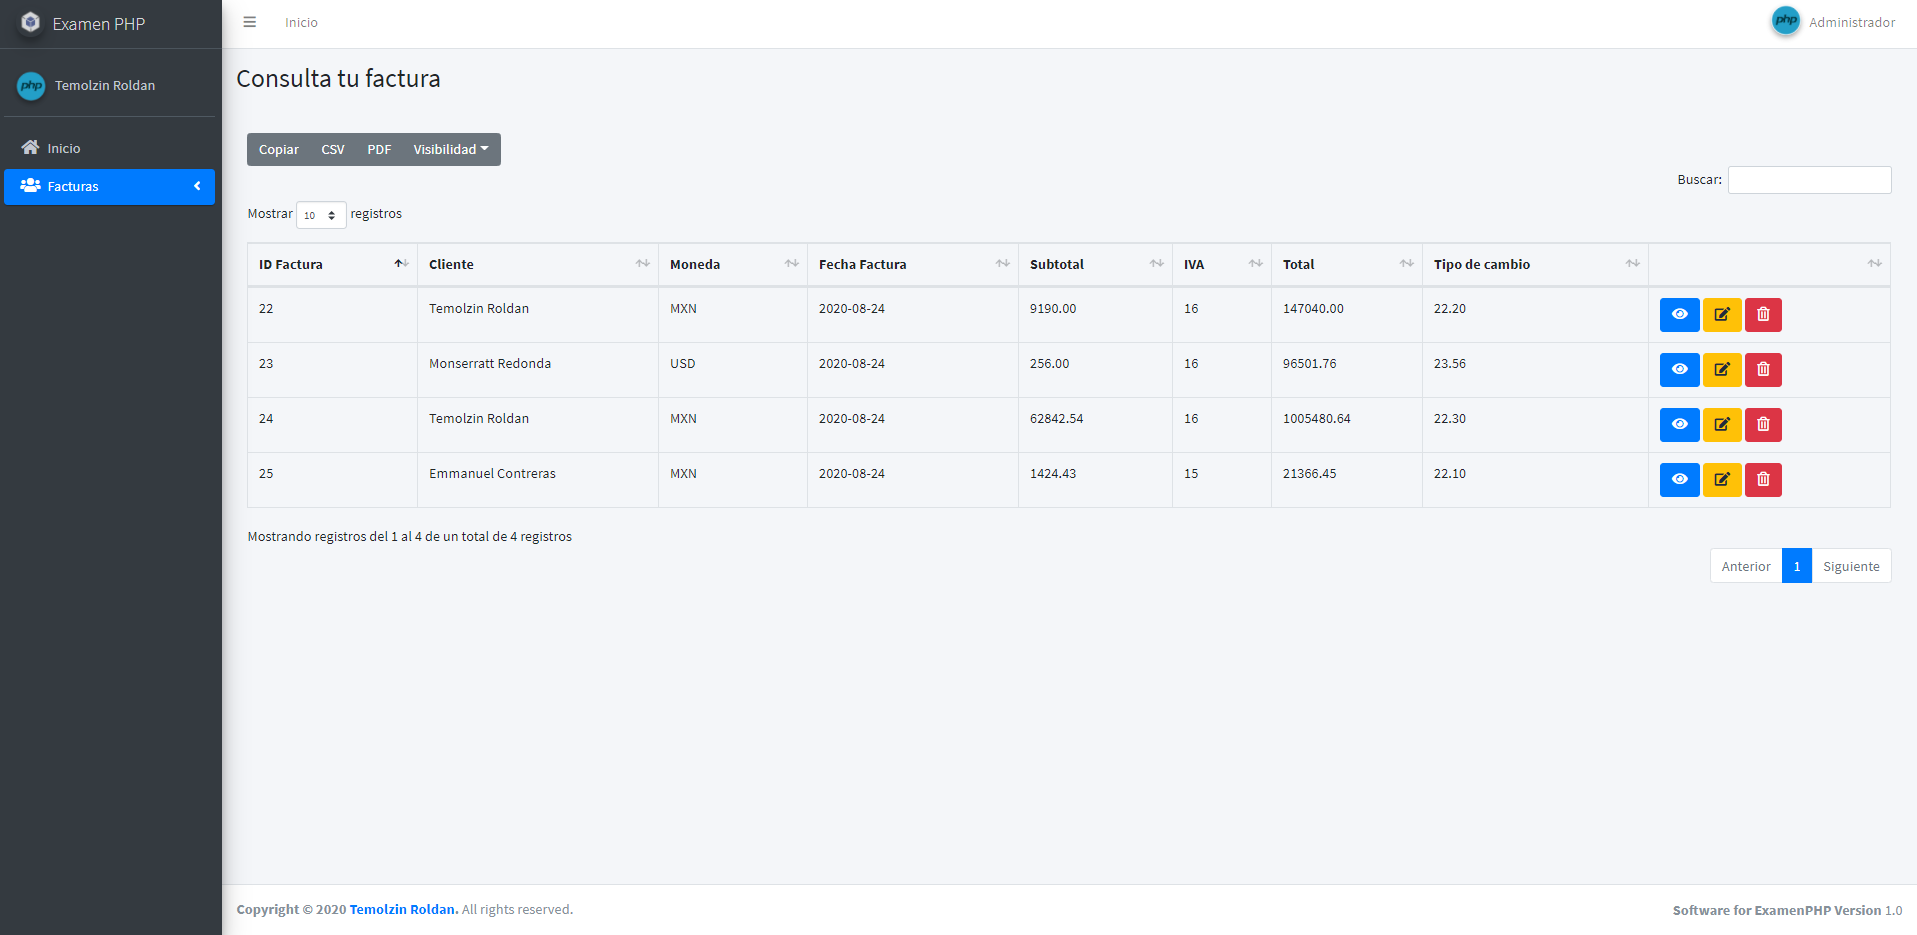 Examen PHP
Inicio
php Administrador
php Temolzin Roldan
Inicio
Facturas
Consulta tu factura
Copiar CSV PDF Visibilidad
Buscar:
Mostrar 10 registros
ID Factura Cliente Moneda Fecha Factura Subtotal IVA Total Tipo de cambio
22 Temolzin Roldan MXN 2020-08-24 9190.00 16 147040.00 22.20
23 Monserratt Redonda USD 2020-08-24 256.00 16 96501.76 23.56
24 Temolzin Roldan MXN 2020-08-24 62842.54 16 1005480.64 22.30
25 Emmanuel Contreras MXN 2020-08-24 1424.43 15 21366.45 22.10
Mostrando registros del 1 al 4 de un total de 4 registros
Anterior 1 Siguiente
Copyright © 2020 Temolzin Roldan. All rights reserved.
Software for ExamenPHP Version 1.0